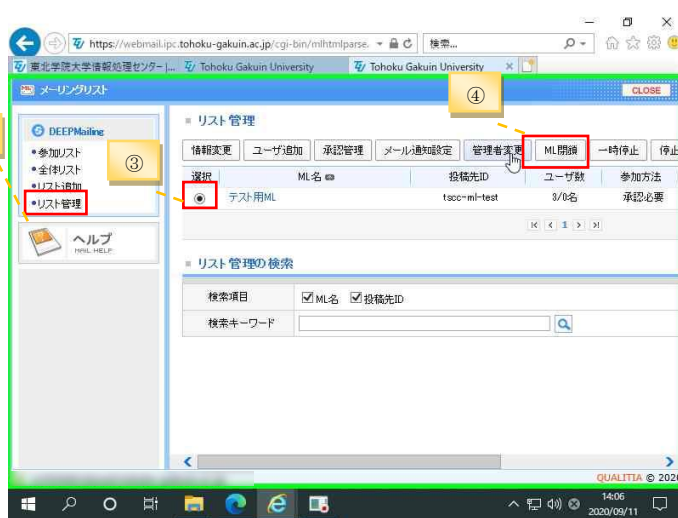 https://webmail.ipc.tohoku-gakuin.ac.jp/cgi-bin/mlhtmlparse.
検索...
東北学院大学情報処理センター |...
Tohoku Gakuin University
Tohoku Gakuin University
メーリングリスト
CLOSE
④
DEEPMailing
•参加リスト
•全体リスト
•リスト追加
•リスト管理
ヘルプ
MAIL HELP
③
リスト管理
情報変更 ユーザ追加 承認管理 メール通知設定 管理者変更 ML閉鎖 一時停止 停止
選択 ML名 投稿先ID ユーザ数 参加方法
テスト用ML tscc-ml-test 3/0名 承認必要
1
リスト管理の検索
検索項目 ML名 投稿先ID
検索キーワード
QUALITIA © 202
14:06
2020/09/11